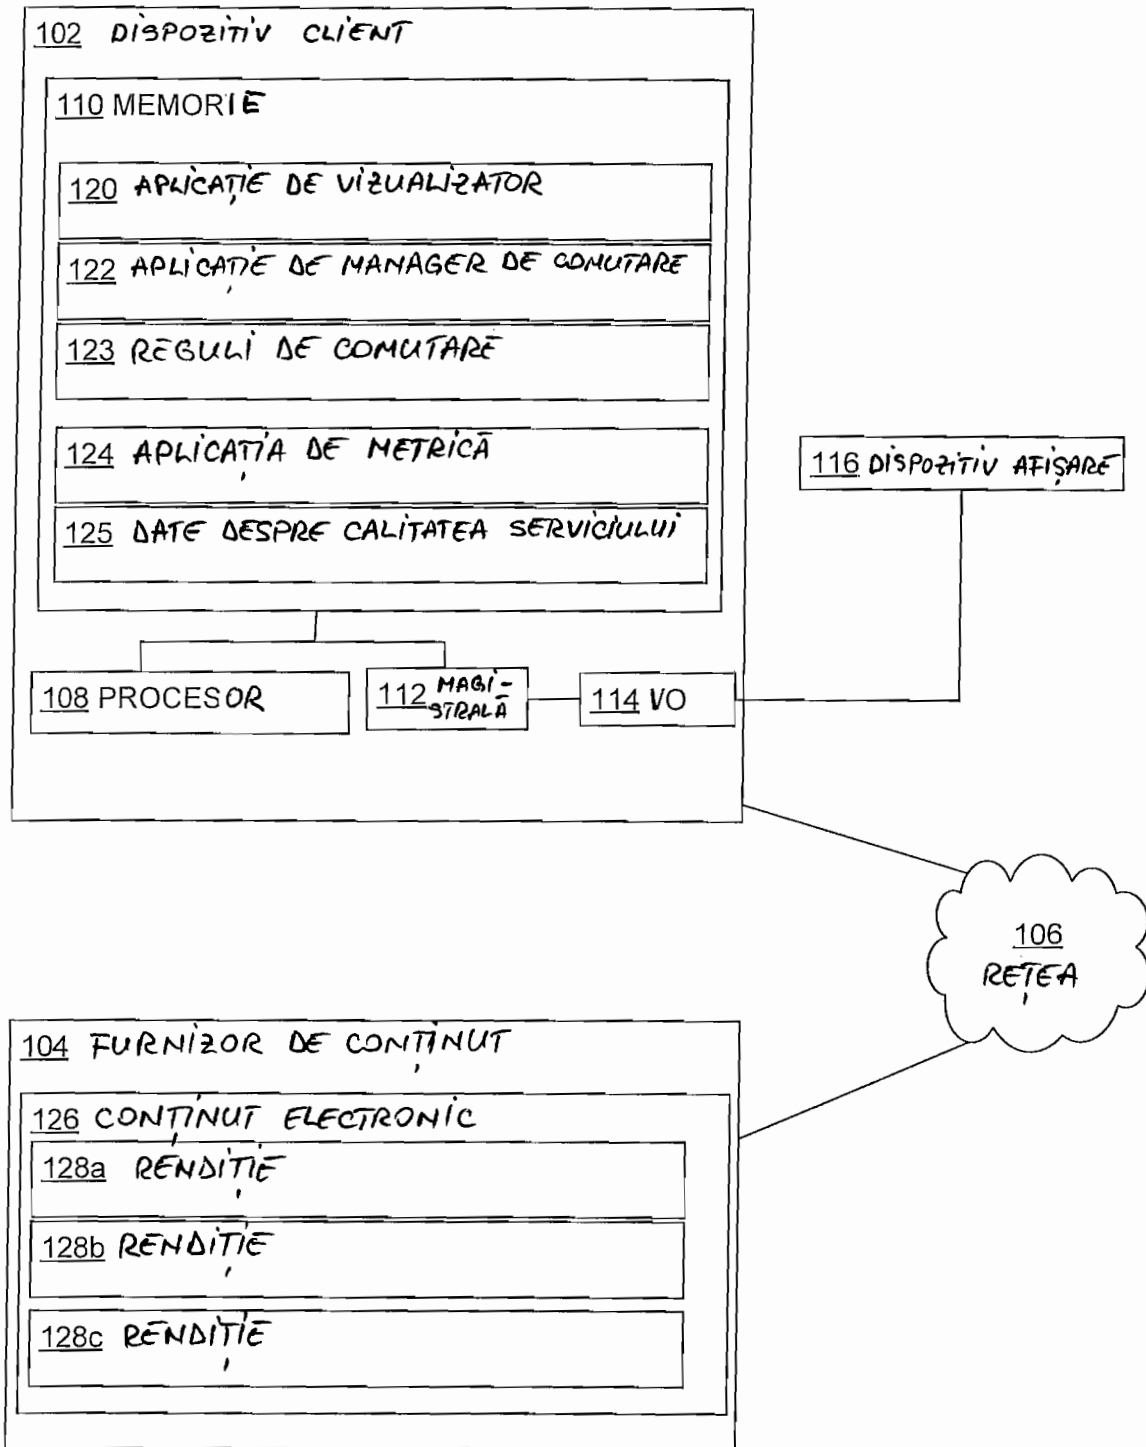 102 DISPOZITIV CLIENT
110 MEMORIE
120 APLICAȚIE DE VIZUALIZATOR
122 APLICAȚIE DE MANAGER DE COMUTARE
123 REGULI DE COMUTARE
124 APLICAȚIA DE METRICĂ
125 DATE DESPRE CALITATEA SERVICIULUI
116 DISPOZITIV AFIȘARE
108 PROCESOR
112 MAGI-
STRALĂ
114 I/O
106
REȚEA
104 FURNIZOR DE CONȚINUT
126 CONȚINUT ELECTRONIC
128a RENDIȚIE
128b RENDIȚIE
128c RENDIȚIE